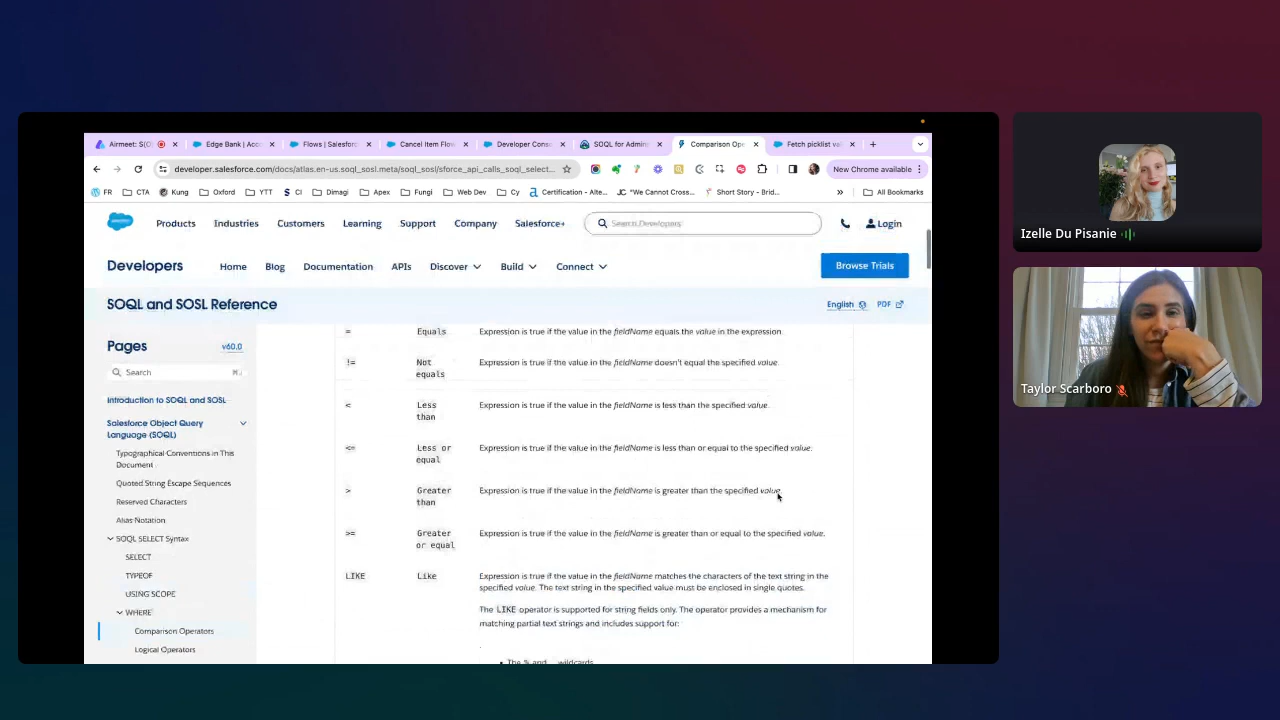 Airmeet: S(O
Edge Bank | Acc
Flows | Salesforc
Cancel Item Flow
Developer Conso
SOQL for Admin
Comparison Ope
Fetch picklist val
developer.salesforce.com/docs/atlas.en-us.soql_sosl.meta/soql_sosl/sforce_api_calls_soql_select...
New Chrome available
FR
CTA
Kung
Oxford
YTT
CI
Dimagi
Apex
Fungi
Web Dev
Cy
Certification - Alte...
"We Cannot Cross...
Short Story - Brid...
»
All Bookmarks
Products
Industries
Customers
Learning
Support
Company
Salesforce+
Search Developers
Login
Developers
Home
Blog
Documentation
APIs
Discover
Build
Connect
Browse Trials
SOQL and SOSL Reference
English
PDF
Pages
v60.0
Search
Introduction to SOQL and SOSL
Salesforce Object Query
Language (SOQL)
Typographical Conventions in This
Document
Quoted String Escape Sequences
Reserved Characters
Alias Notation
SOQL SELECT Syntax
SELECT
TYPEOF
USING SCOPE
WHERE
Comparison Operators
Logical Operators
= Equals Expression is true if the value in the fieldName equals the value in the expression.
!= Not Expression is true if the value in the fieldName doesn't equal the specified value.
equals
< Less Expression is true if the value in the fieldName is less than the specified value.
than
<= Less or Expression is true if the value in the fieldName is less than or equal to the specified value.
equal
> Greater Expression is true if the value in the fieldName is greater than the specified value.
than
>= Greater Expression is true if the value in the fieldName is greater than or equal to the specified value.
or equal
LIKE Like Expression is true if the value in the fieldName matches the characters of the text string in the
specified value. The text string in the specified value must be enclosed in single quotes.
The LIKE operator is supported for string fields only. The operator provides a mechanism for
matching partial text strings and includes support for:
.
• The % and _ wildcards
Izelle Du Pisanie
Taylor Scarboro